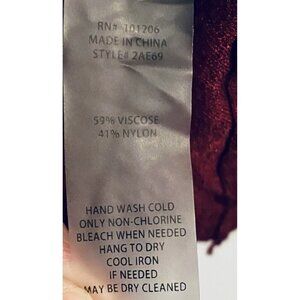 RN# 101206
MADE IN CHINA
STYLE# 2AE69
59% VISCOSE
41% NYLON
HAND WASH COLD
ONLY NON-CHLORINE
BLEACH WHEN NEEDED
HANG TO DRY
COOL IRON
IF NEEDED
MAY BE DRY CLEANED